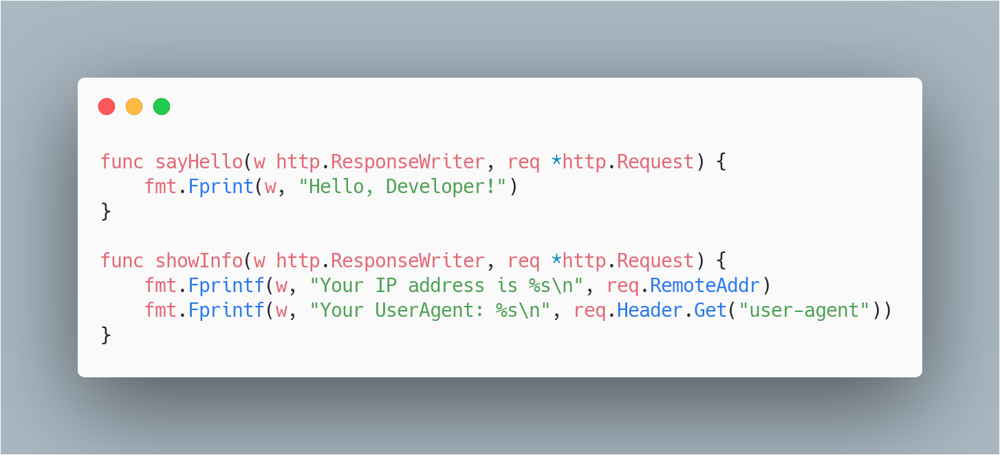 func sayHello(w http.ResponseWriter, req *http.Request) {
    fmt.Fprint(w, "Hello, Developer!")
}

func showInfo(w http.ResponseWriter, req *http.Request) {
    fmt.Fprintf(w, "Your IP address is %s\n", req.RemoteAddr)
    fmt.Fprintf(w, "Your UserAgent: %s\n", req.Header.Get("user-agent"))
}